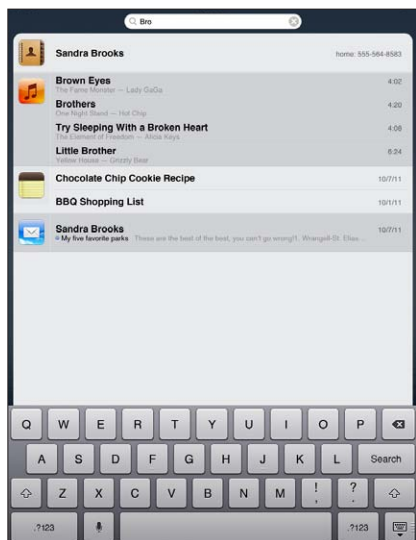 Bro
Sandra Brooks home: 555-564-8583
Brown Eyes 4:02
The Fame Monster — Lady GaGa
Brothers 4:20
One Night Stand — Hot Chip
Try Sleeping With a Broken Heart 4:08
The Element of Freedom — Alicia Keys
Little Brother 6:24
Yellow House — Grizzly Bear
Chocolate Chip Cookie Recipe 10/7/11
BBQ Shopping List 10/1/11
Sandra Brooks 10/7/11
My five favorite parks These are the best of the best, you can't go wrong!1. Wrangell-St. Elias ...
Q W E R T Y U I O P
A S D F G H J K L Search
Z X C V B N M ! , ? .
.?123 .?123